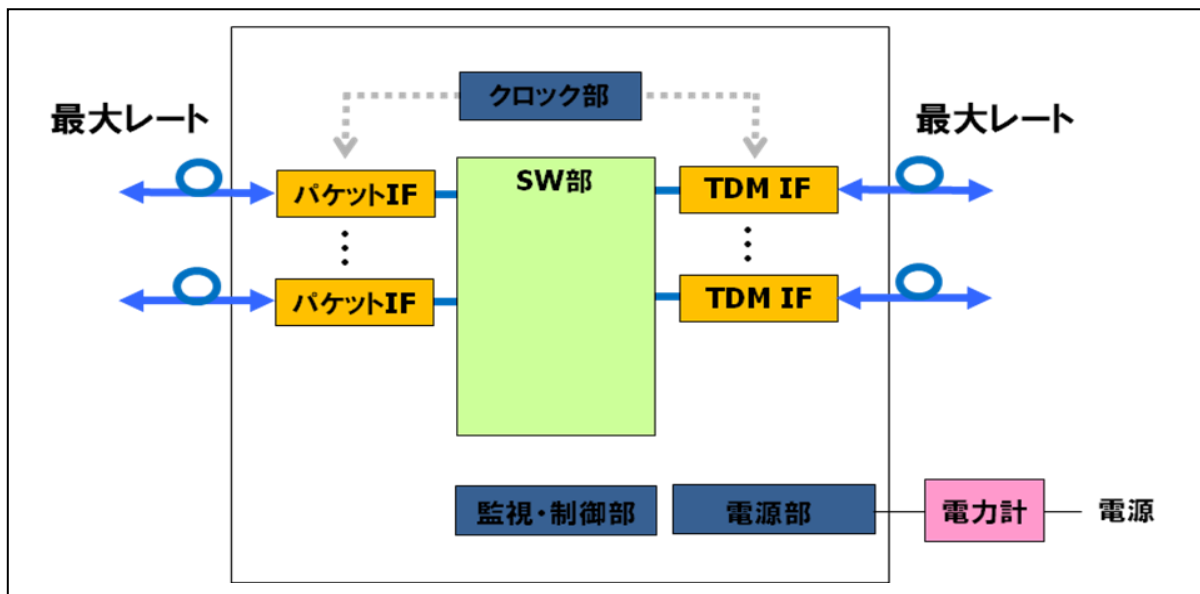 クロック部
最大レート
最大レート
パケットIF
SW部
TDM IF
パケットIF
TDM IF
監視・制御部
電源部
電力計
電源